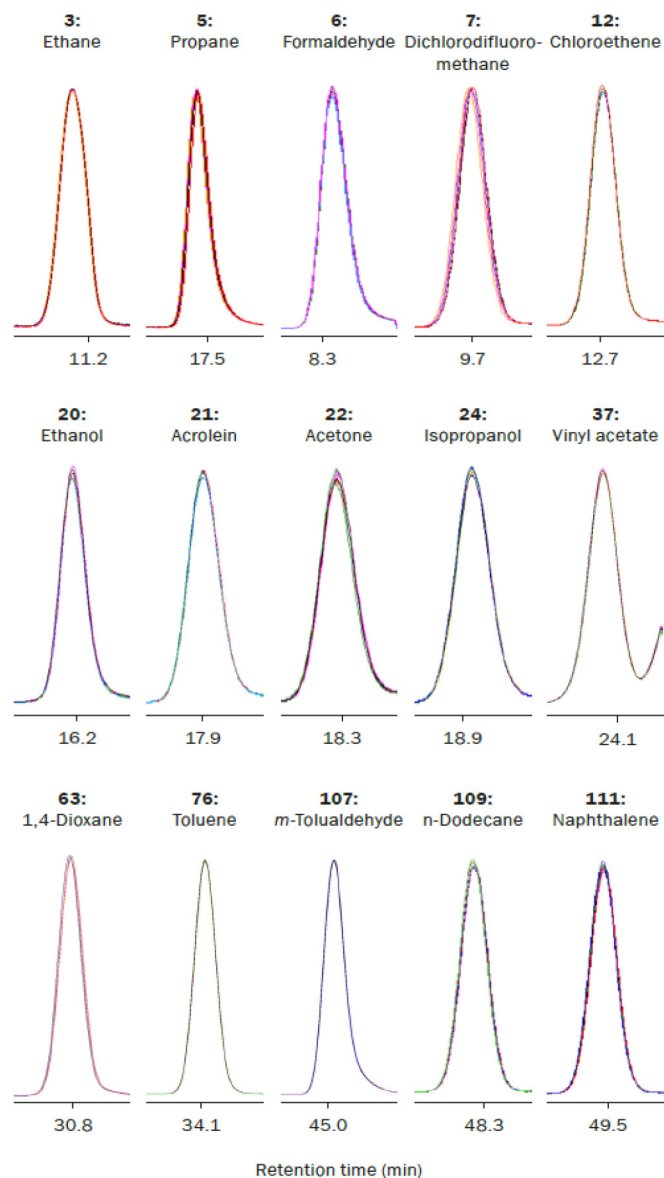 3: 5: 6: 7: 12:
Ethane Propane Formaldehyde Dichlorodifluoro- Chloroethene
methane
11.2 17.5 8.3 9.7 12.7
20: 21: 22: 24: 37:
Ethanol Acrolein Acetone Isopropanol Vinyl acetate
16.2 17.9 18.3 18.9 24.1
63: 76: 107: 109: 111:
1,4-Dioxane Toluene m-Tolualdehyde n-Dodecane Naphthalene
30.8 34.1 45.0 48.3 49.5
Retention time (min)